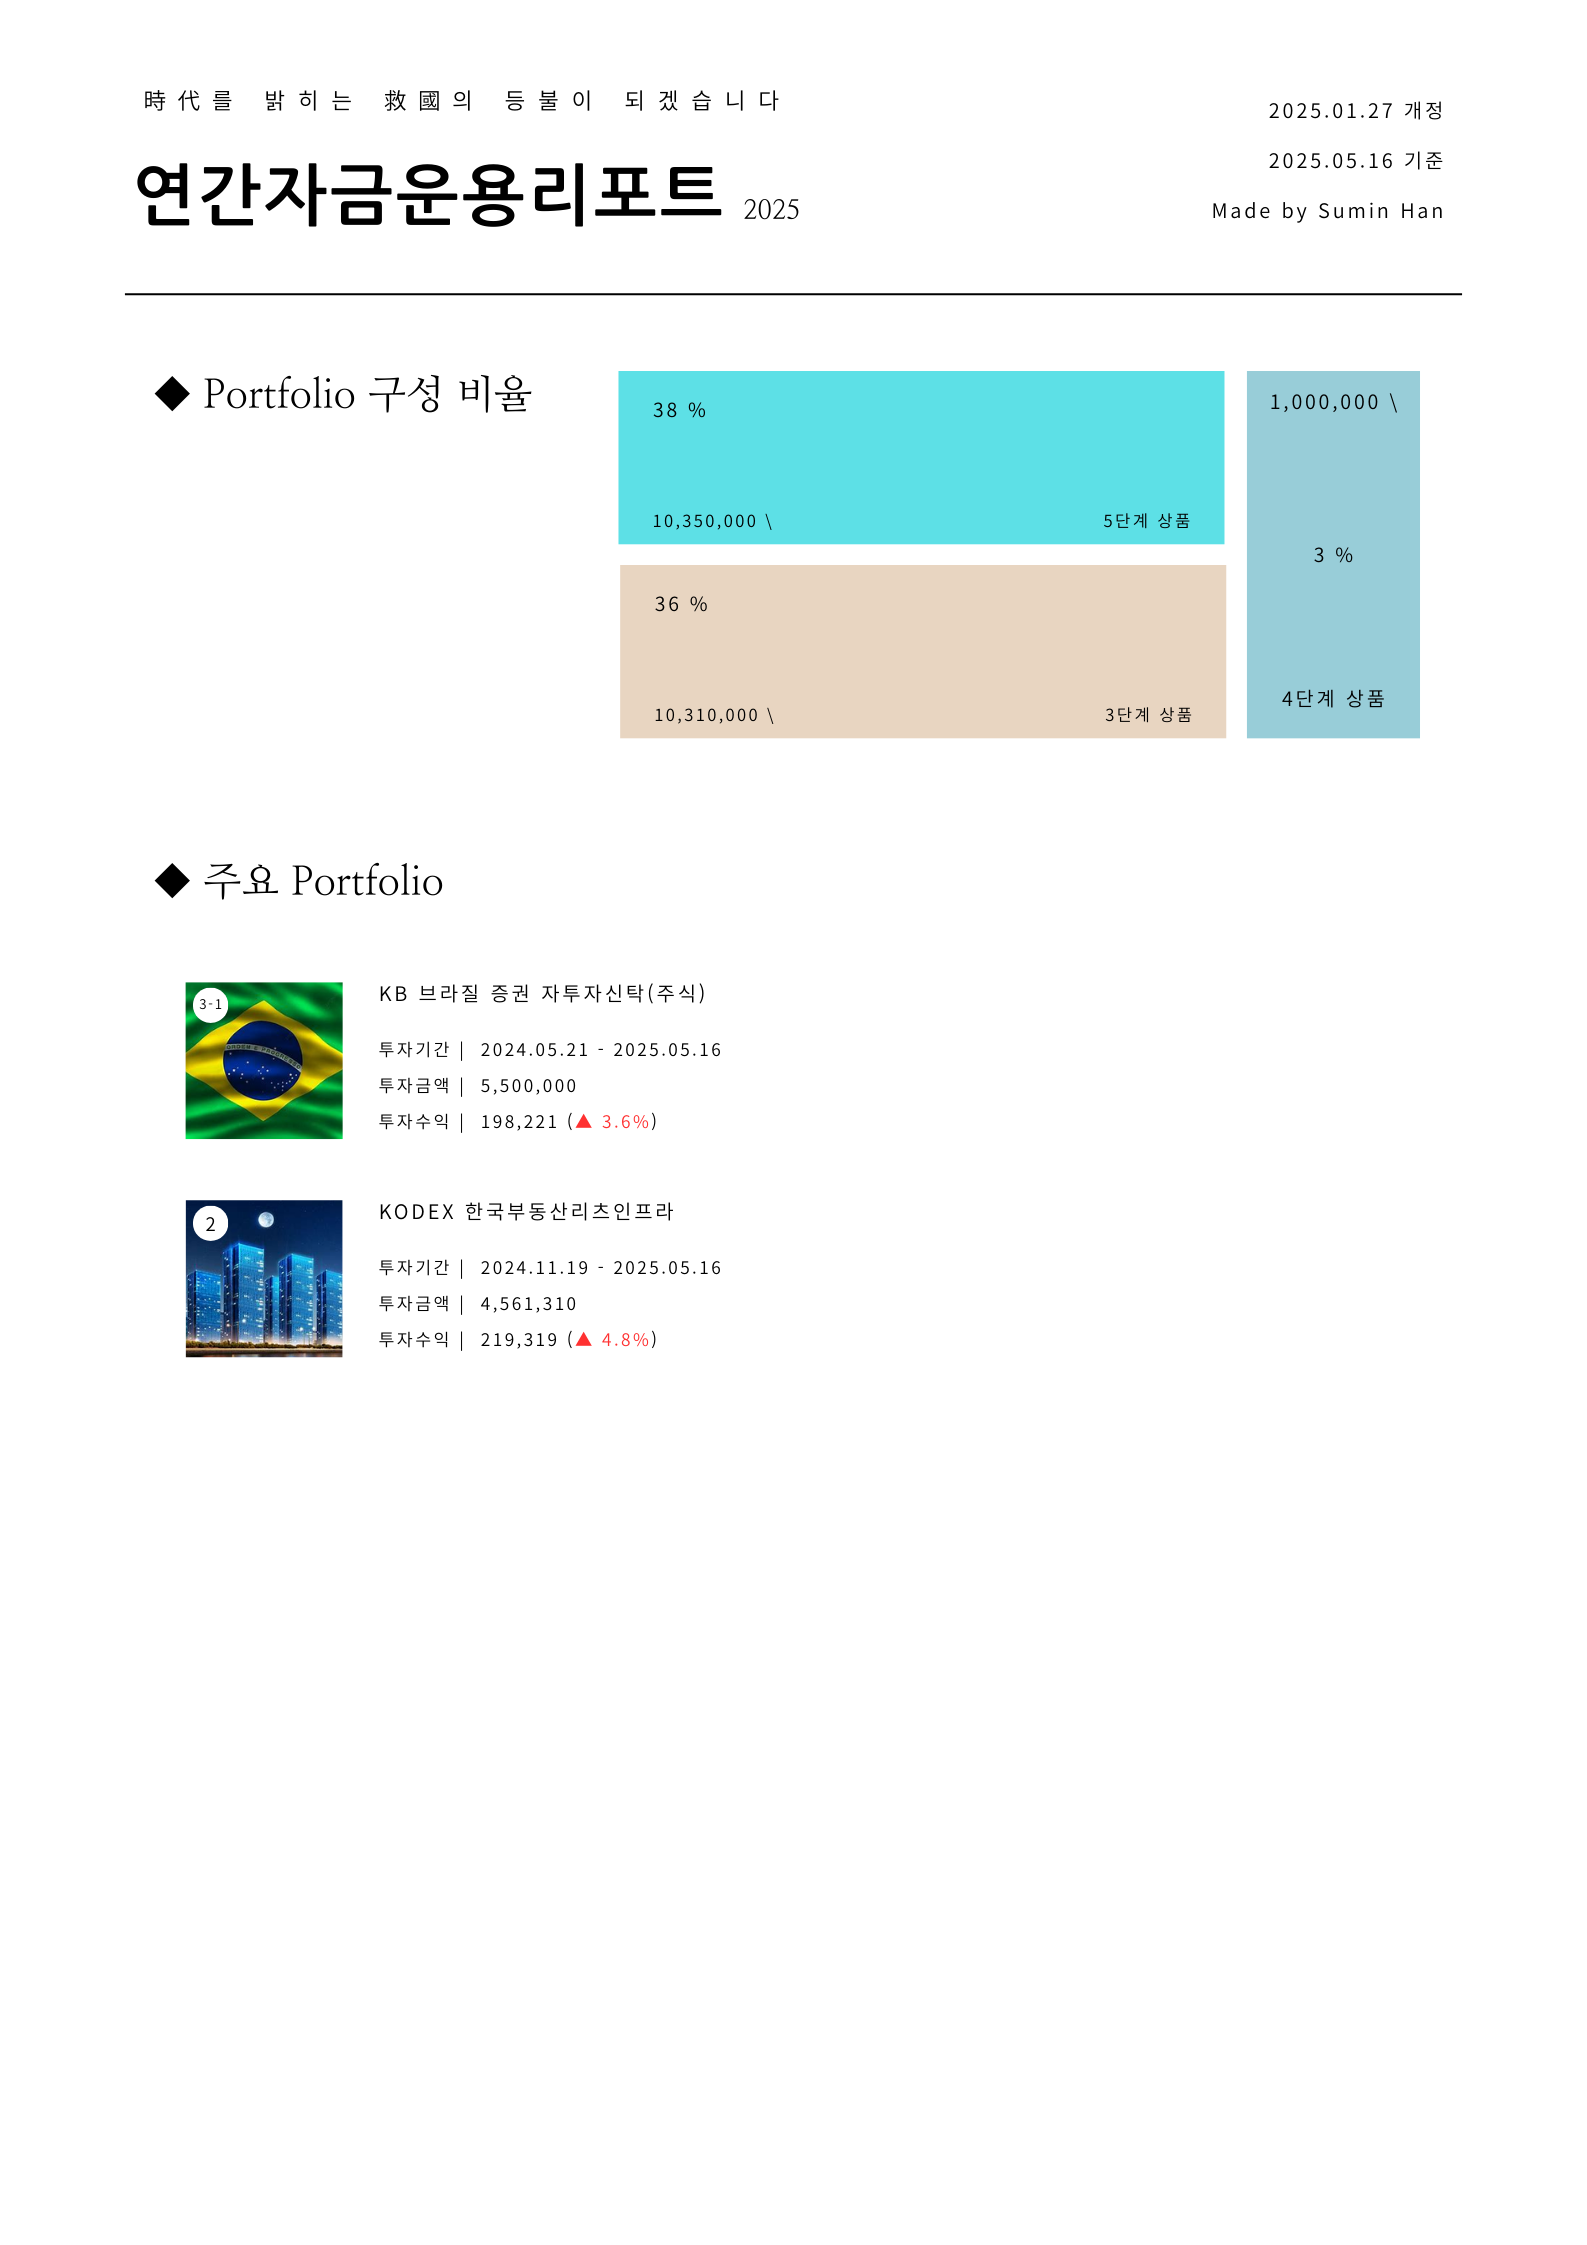 時代를 밝히는 救國의 등불이 되겠습니다
연간자금운용리포트 2025
2025.01.27 개정
2025.05.16 기준
Made by Sumin Han
◆ Portfolio 구성 비율
38 %
10,350,000 \ 5단계 상품
36 %
10,310,000 \ 3단계 상품
1,000,000 \
3 %
4단계 상품
◆ 주요 Portfolio
3-1
KB 브라질 증권 자투자신탁(주식)
투자기간 | 2024.05.21 - 2025.05.16
투자금액 | 5,500,000
투자수익 | 198,221 (▲ 3.6%)
2
KODEX 한국부동산리츠인프라
투자기간 | 2024.11.19 - 2025.05.16
투자금액 | 4,561,310
투자수익 | 219,319 (▲ 4.8%)